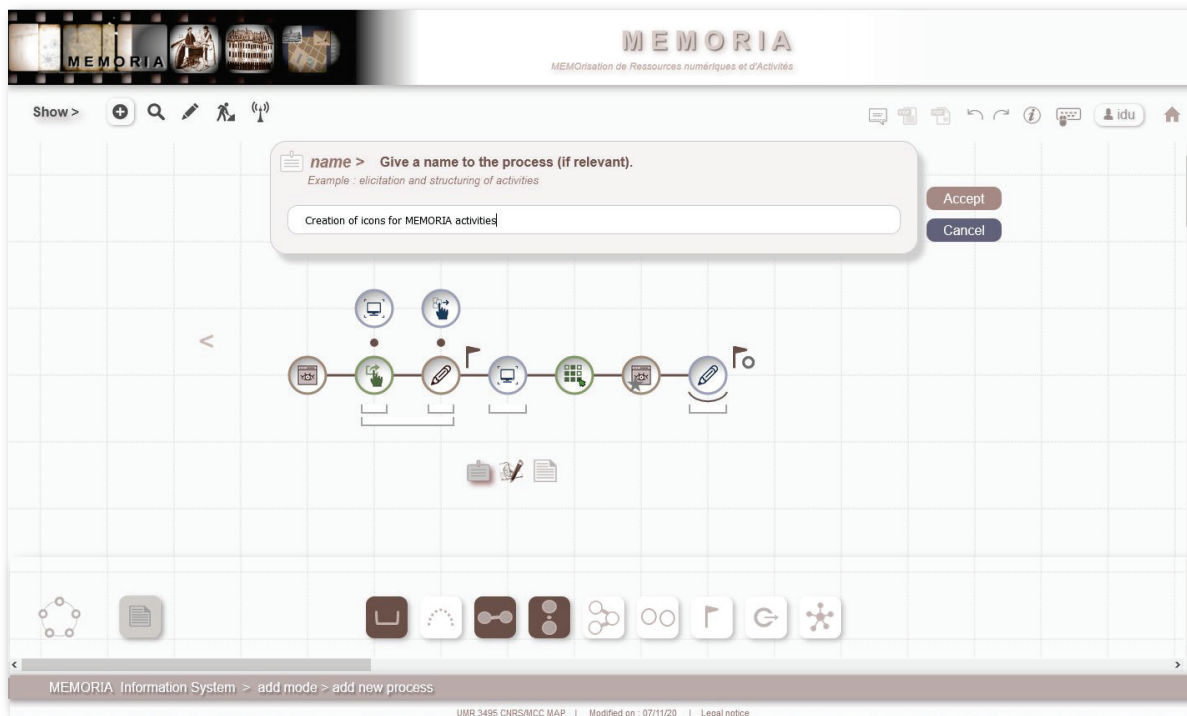 MEMORIA
MEMORIA
MEMOrisation de Ressources numériques et d'Activités
Show >
idu
name > Give a name to the process (if relevant).
Example : elicitation and structuring of activities
Creation of icons for MEMORIA activities
Accept
Cancel
<
MEMORIA Information System > add mode > add new process
UMR 3495 CNRS/MCC MAP | Modified on : 07/11/20 | Legal notice